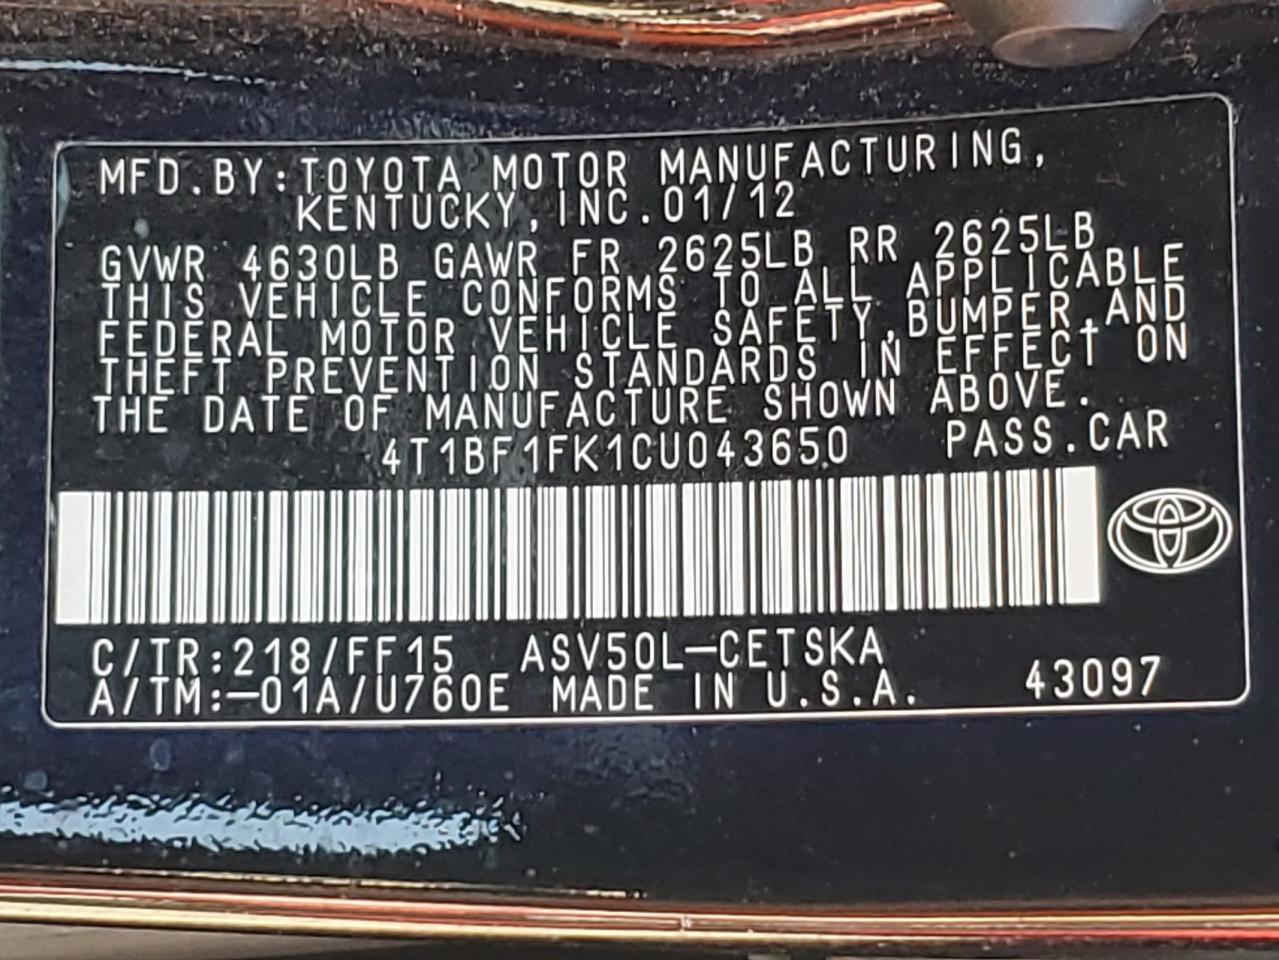 MFD.BY:TOYOTA MOTOR MANUFACTURING,
KENTUCKY,INC.01/12
GVWR 4630LB GAWR FR 2625LB RR 2625LB
THIS VEHICLE CONFORMS TO ALL APPLICABLE
FEDERAL MOTOR VEHICLE SAFETY,BUMPER,AND
THEFT PREVENTION STANDARDS IN EFFECT ON
THE DATE OF MANUFACTURE SHOWN ABOVE.
4T1BF1FK1CU043650 PASS.CAR
C/TR:218/FF15 ASV50L-CETSKA
A/TM:-01A/U760E MADE IN U.S.A. 43097